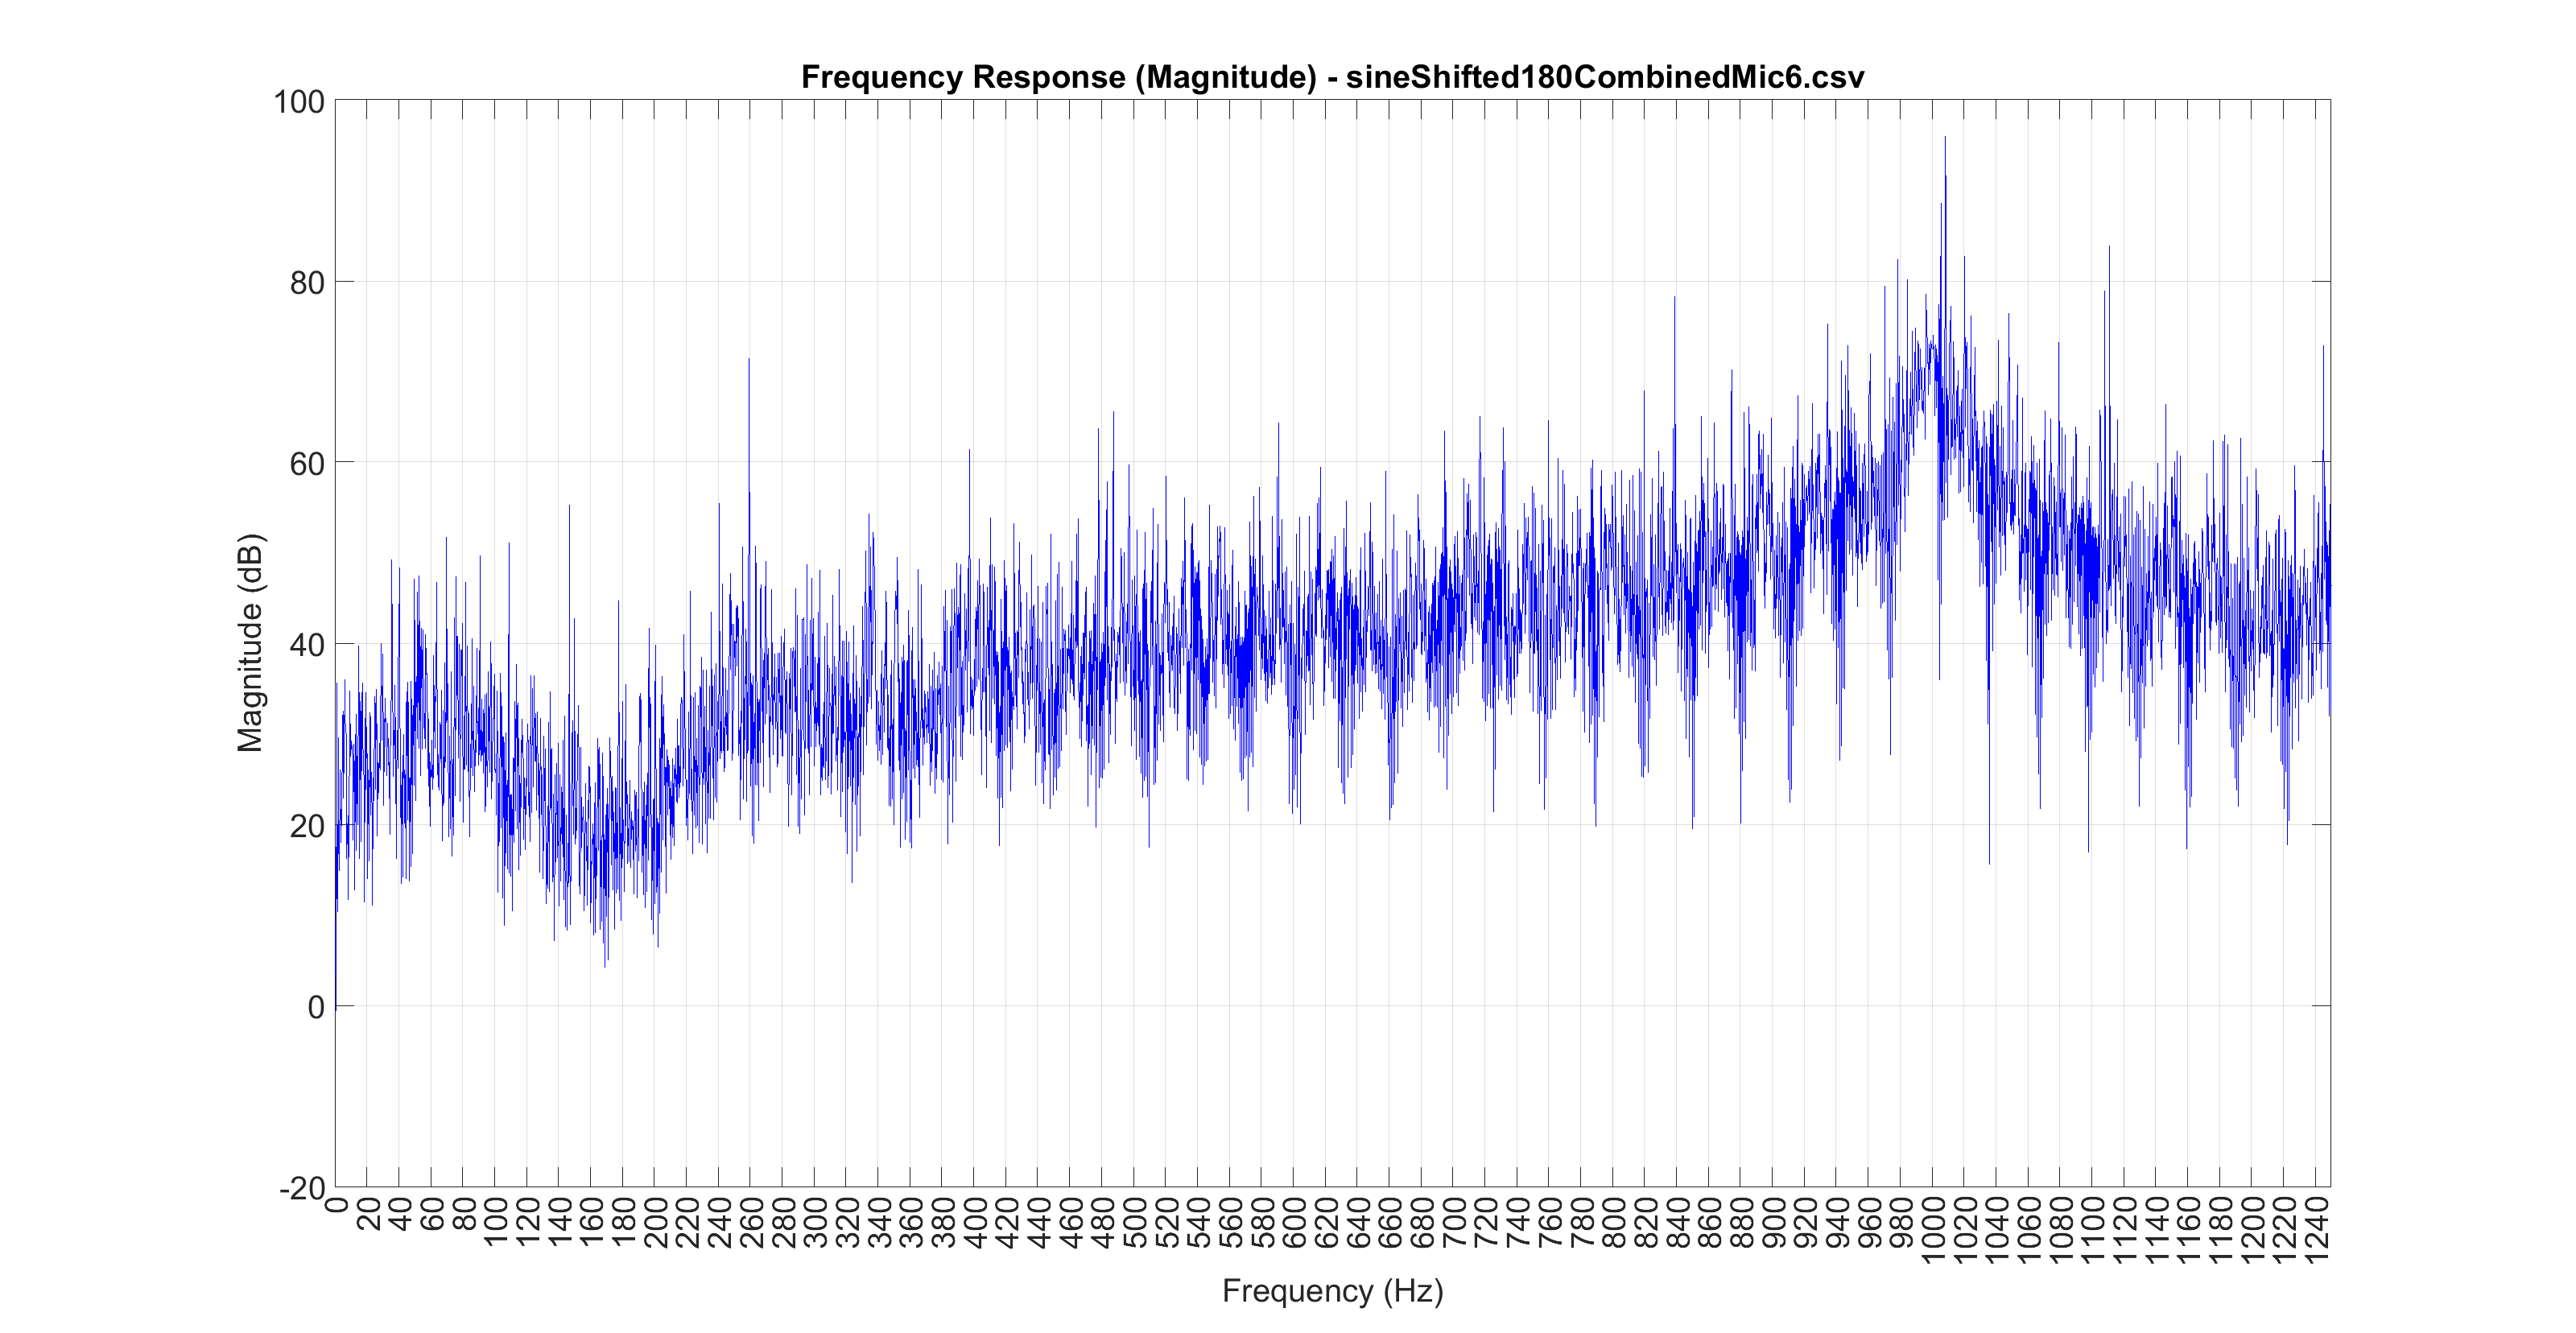 Frequency Response (Magnitude) - sineShifted180CombinedMic6.csv
100
80
60
40
20
0
-20
Magnitude (dB)
0 20 40 60 80 100 120 140 160 180 200 220 240 260 280 300 320 340 360 380 400 420 440 460 480 500 520 540 560 580 600 620 640 660 680 700 720 740 760 780 800 820 840 860 880 900 920 940 960 980 1000 1020 1040 1060 1080 1100 1120 1140 1160 1180 1200 1220 1240
Frequency (Hz)